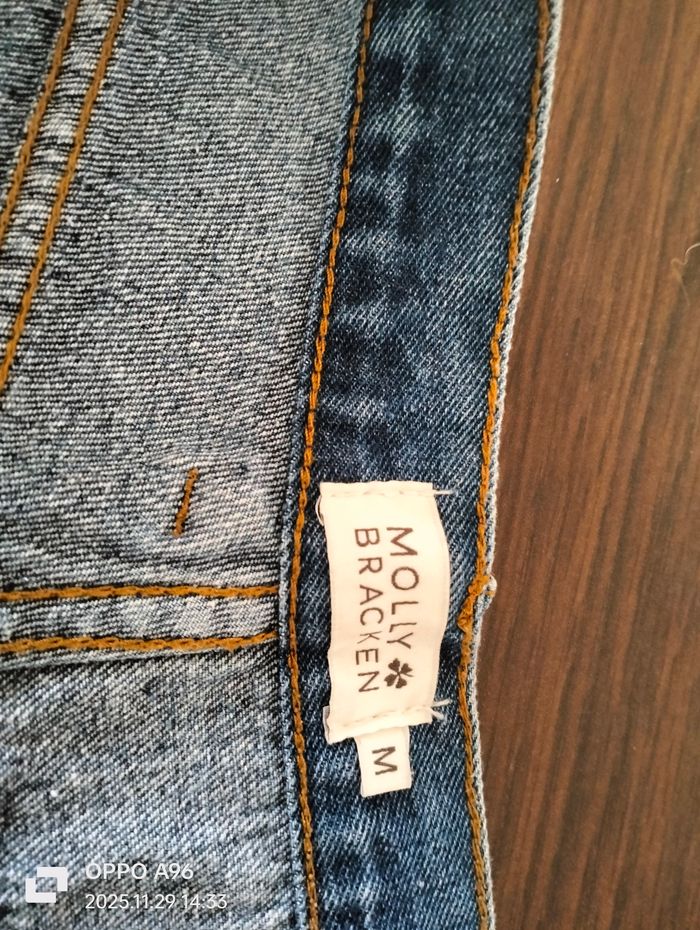 MOLLY
BRACKEN
M
OPPO A96
2025.11.29 14:33